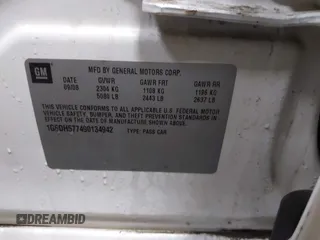 GM
MFD BY GENERAL MOTORS CORP.
DATE GVWR GAWR FRT GAWR RR
09/08 2304 KG 1108 KG 1196 KG
5080 LB 2443 LB 2637 LB
THIS VEHICLE CONFORMS TO ALL APPLICABLE U.S. FEDERAL MOTOR
VEHICLE SAFETY, BUMPER, AND THEFT PREVENTION STANDARDS IN
EFFECT ON THE DATE OF MANUFACTURE SHOWN ABOVE.
TYPE: PASS CAR
DREAMBID